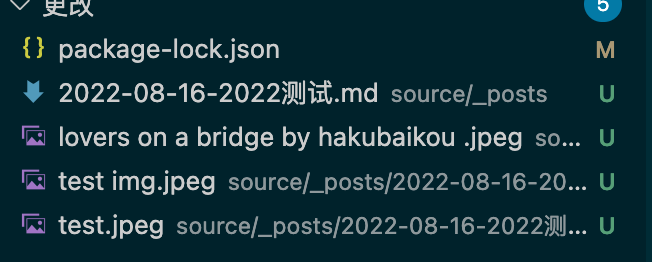 更改 5
{} package-lock.json M
2022-08-16-2022测试.md source/_posts U
lovers on a bridge by hakubaikou .jpeg so... U
test img.jpeg source/_posts/2022-08-16-20... U
test.jpeg source/_posts/2022-08-16-2022测... U